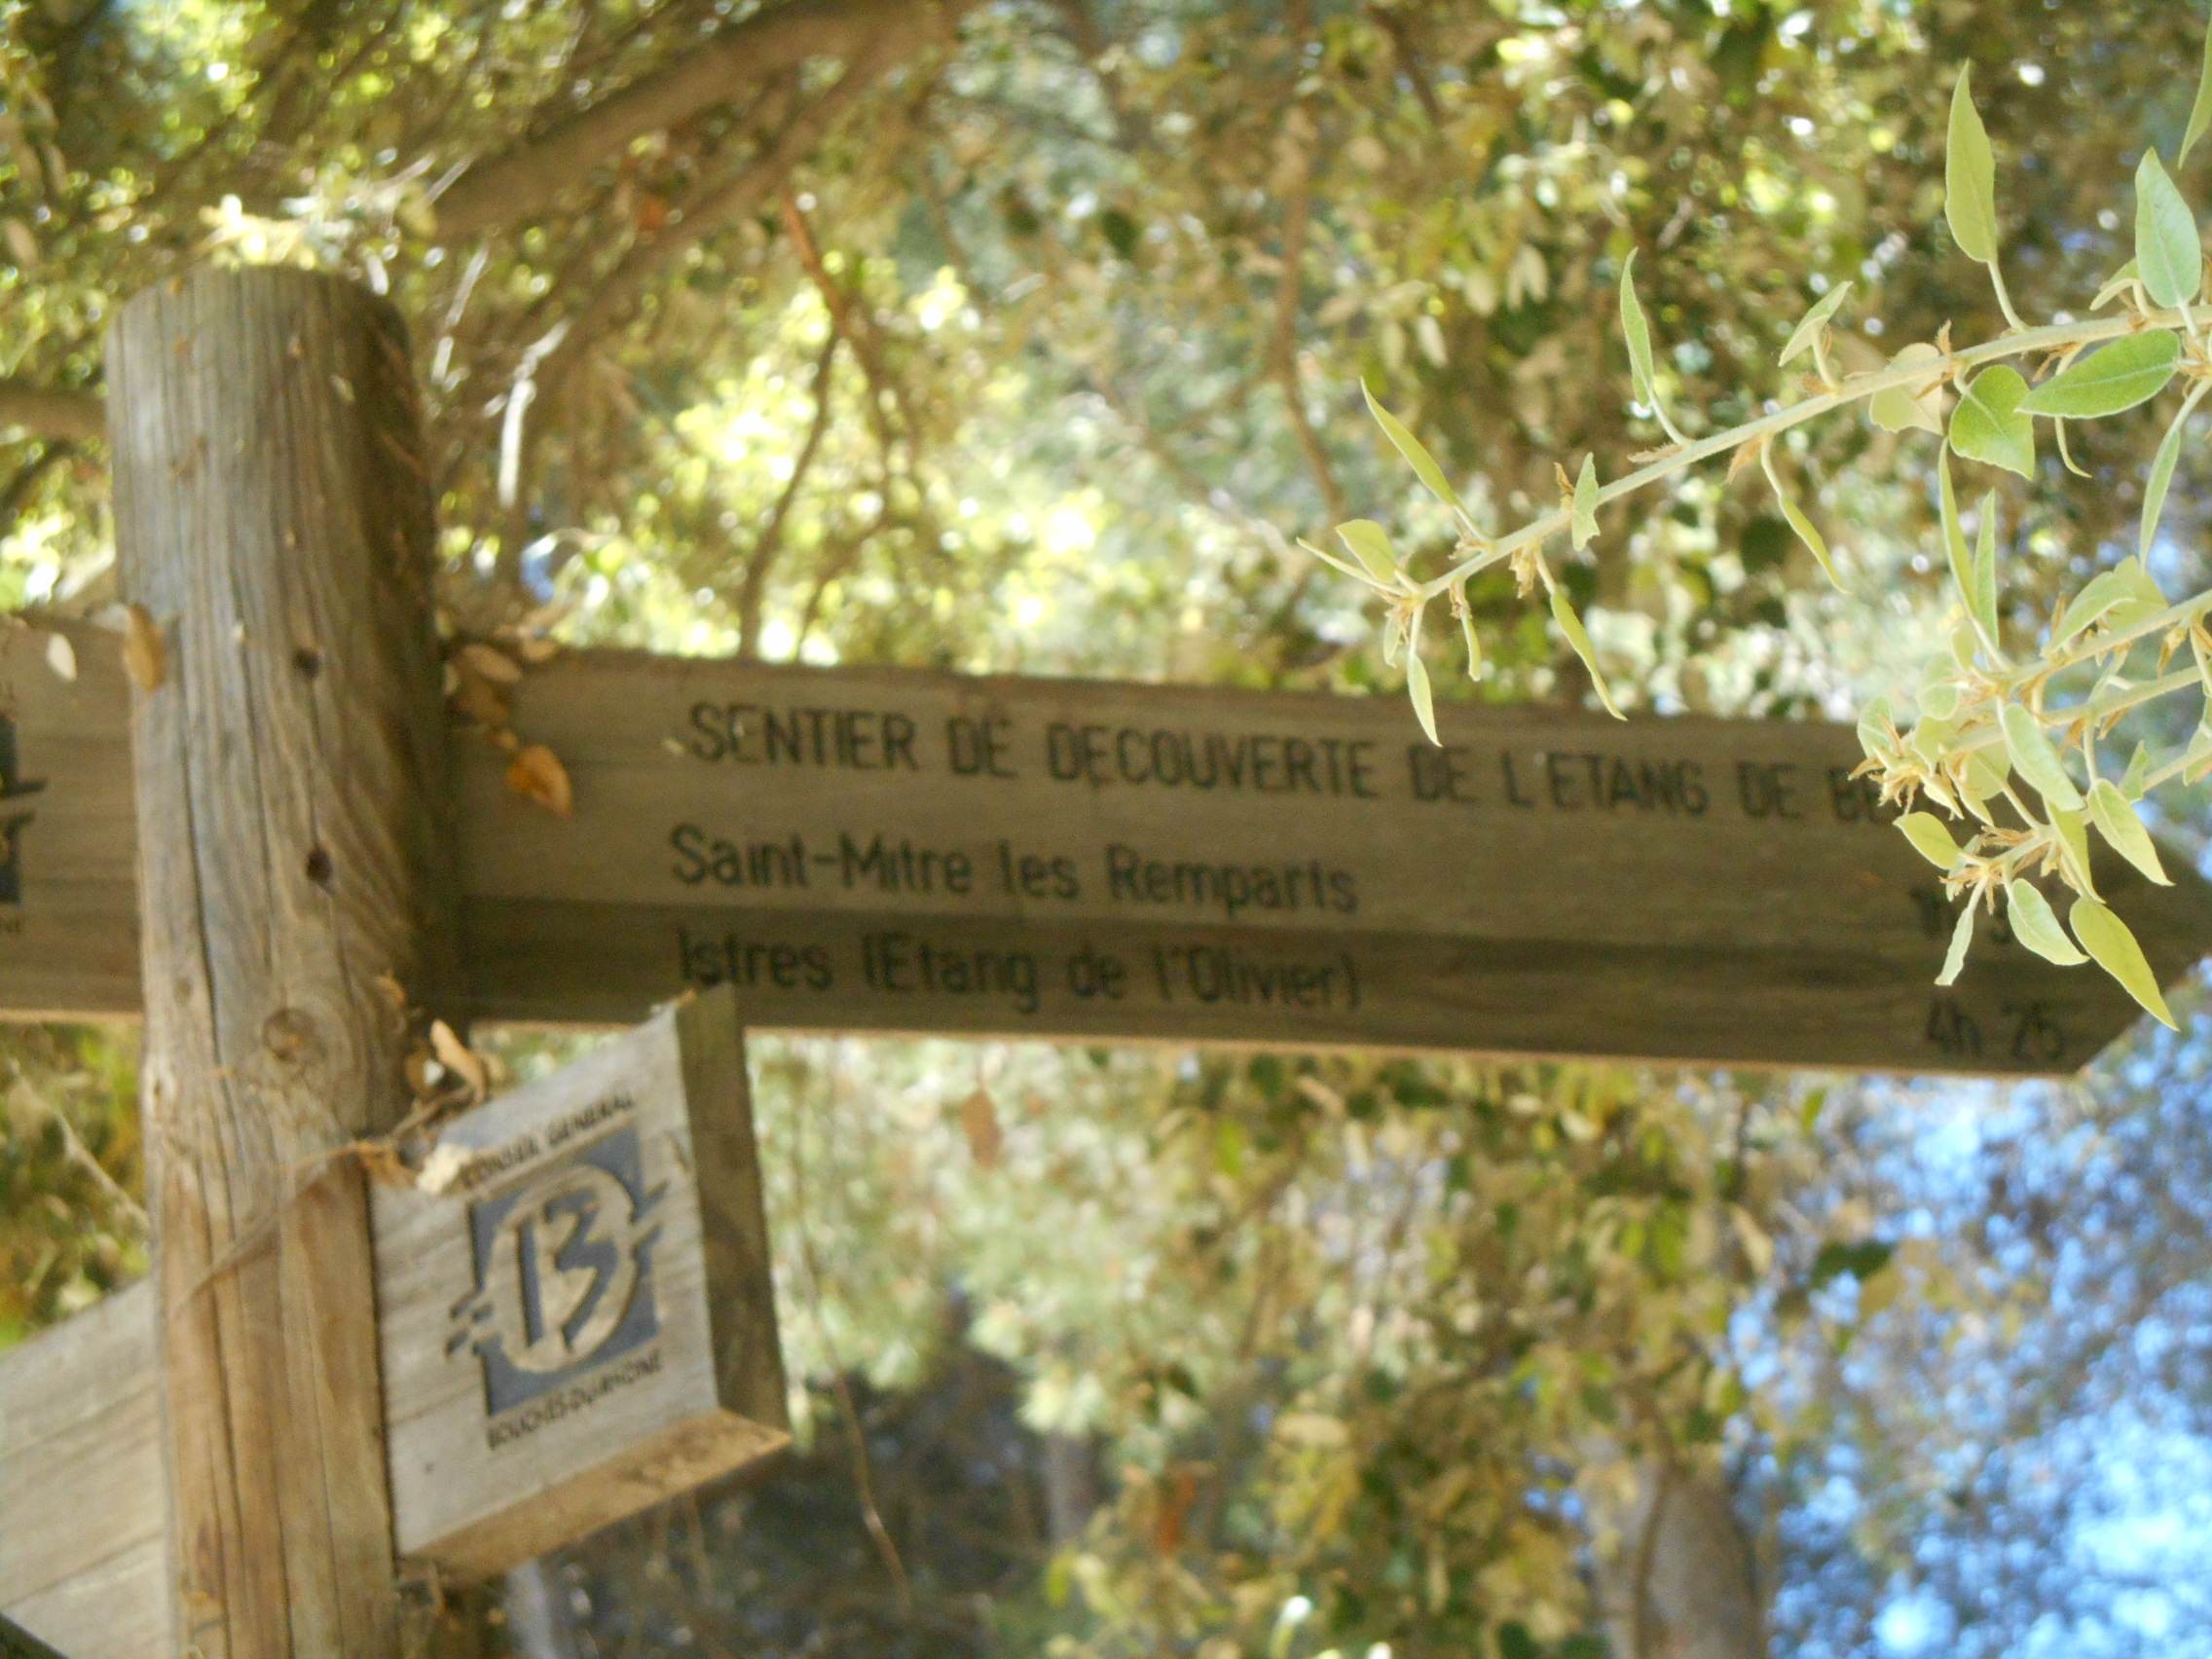 SENTIER DE DECOUVERTE DE L'ETANG DE
Saint-Mitre les Remparts
Istres (Etang de l'Olivier) 4h 25
CONSEIL GENERAL
13
BOUCHES-DU-RHONE